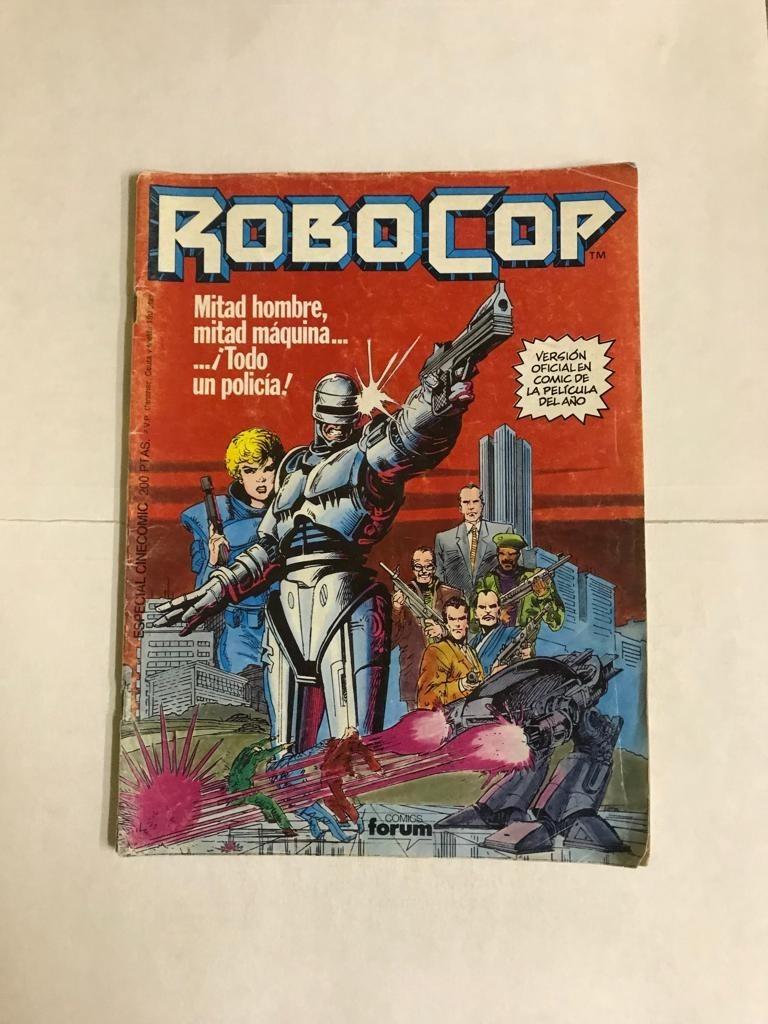 ROBOCOP
TM
Mitad hombre,
mitad máquina...
...¡Todo
un policía!
VERSIÓN
OFICIAL EN
COMIC DE
LA PELÍCULA
DEL AÑO
ESPECIAL CINECOMIC 200 PTAS.
COMICS
forum